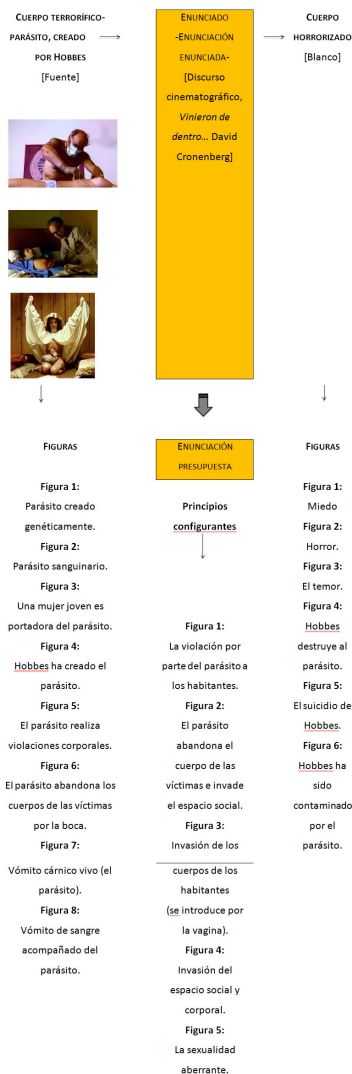 CUERPO TERRORÍFICO-
PARÁSITO, CREADO
POR HOBBES
[Fuente]
ENUNCIADO
-ENUNCIACIÓN
ENUNCIADA-
[Discurso
cinematográfico,
Vinieron de
dentro... David
Cronenberg]
CUERPO
HORRORIZADO
[Blanco]
FIGURAS
Figura 1:
Parásito creado
genéticamente.
Figura 2:
Parásito sanguinario.
Figura 3:
Una mujer joven es
portadora del parásito.
Figura 4:
Hobbes ha creado el
parásito.
Figura 5:
El parásito realiza
violaciones corporales.
Figura 6:
El parásito abandona los
cuerpos de las víctimas
por la boca.
Figura 7:
Vómito cárnico vivo (el
parásito).
Figura 8:
Vómito de sangre
acompañado del
parásito.
ENUNCIACIÓN
PRESUPUESTA
Principios
configurantes
Figura 1:
La violación por
parte del parásito a
los habitantes.
Figura 2:
El parásito
abandona el
cuerpo de las
víctimas e invade
el espacio social.
Figura 3:
Invasión de los
cuerpos de los
habitantes
(se introduce por
la vagina).
Figura 4:
Invasión del
espacio social y
corporal.
Figura 5:
La sexualidad
aberrante.
FIGURAS
Figura 1:
Miedo
Figura 2:
Horror.
Figura 3:
El temor.
Figura 4:
Hobbes
destruye al
parásito.
Figura 5:
El suicidio de
Hobbes.
Figura 6:
Hobbes ha
sido
contaminado
por el
parásito.